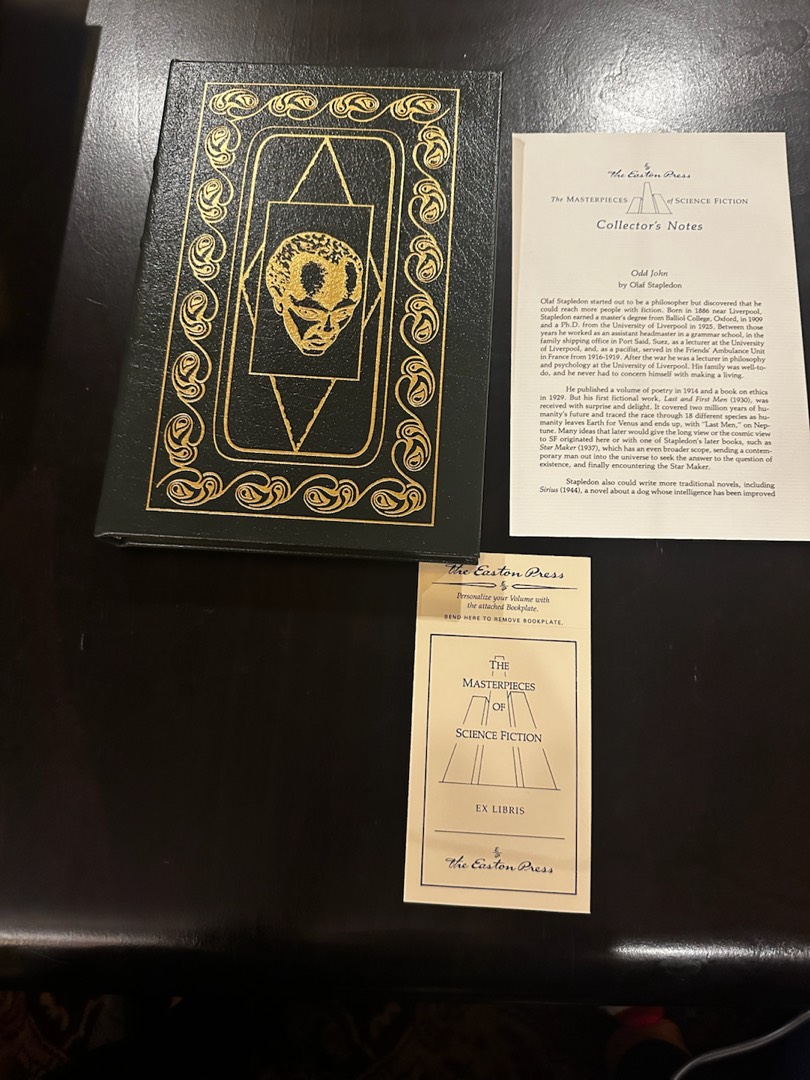 The Easton Press
The MASTERPIECES of SCIENCE FICTION
Collector's Notes
Odd John
by Olaf Stapledon
Olaf Stapledon started out to be a philosopher but discovered that he
could reach more people with fiction. Born in 1886 near Liverpool,
Stapledon earned a master's degree from Balliol College, Oxford, in 1909
and a Ph.D. from the University of Liverpool in 1925. Between those
years he worked as an assistant headmaster in a grammar school, in the
family shipping office in Port Said, Suez, as a lecturer at the University
of Liverpool, and, as a pacifist, served in the Friends' Ambulance Unit
in France from 1916-1919. After the war he was a lecturer in philosophy
and psychology at the University of Liverpool. His family was well-to-
do, and he never had to concern himself with making a living.
He published a volume of poetry in 1914 and a book on ethics
in 1929. But his first fictional work, Last and First Men (1930), was
received with surprise and delight. It covered two million years of hu-
manity's future and traced the race through 18 different species as hu-
manity leaves Earth for Venus and ends up, with "Last Men," on Nep-
tune. Many ideas that later would give the long view or the cosmic view
to SF originated here or with one of Stapledon's later books, such as
Star Maker (1937), which has an even broader scope, sending a contem-
porary man out into the universe to seek the answer to the question of
existence, and finally encountering the Star Maker.
Stapledon also could write more traditional novels, including
Sirius (1944), a novel about a dog whose intelligence has been improved
The Easton Press
Personalize your Volume with
the attached Bookplate.
BEND HERE TO REMOVE BOOKPLATE.
THE
MASTERPIECES
OF
SCIENCE FICTION
EX LIBRIS
The Easton Press